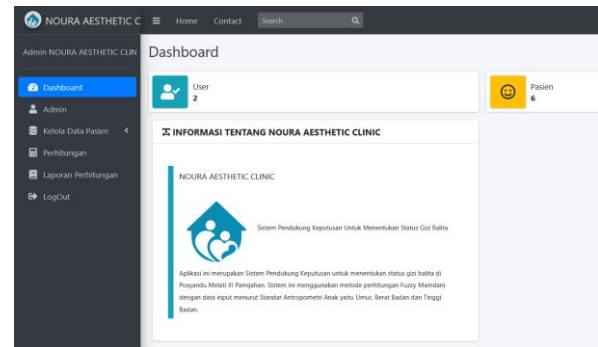 NOURA AESTHETIC C
Home Contact Search
Admin NOURA AESTHETIC CLIN
Dashboard
Dashboard
Admin
Kelola Data Pasien
Perhitungan
Laporan Perhitungan
LogOut
User
2
Pasien
6
INFORMASI TENTANG NOURA AESTHETIC CLINIC
NOURA AESTHETIC CLINIC
Sistem Pendukung Keputusan Untuk Menentukan Status Gizi Balita
Aplikasi ini merupakan Sistem Pendukung Keputusan untuk menentukan status gizi balita di
Posyandu Melati III Pamijahan. Sistem ini menggunakan metode perhitungan Fuzzy Mamdani
dengan data input menurut Standar Antropometri Anak yaitu Umur, Berat Badan dan Tinggi
Badan.